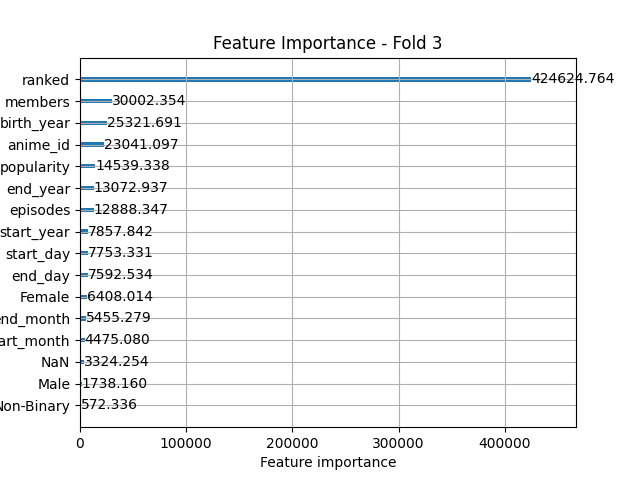 Feature Importance - Fold 3
ranked 424624.764
members 30002.354
birth_year 25321.691
anime_id 23041.097
popularity 14539.338
end_year 13072.937
episodes 12888.347
start_year 7857.842
start_day 7753.331
end_day 7592.534
Female 6408.014
end_month 5455.279
art_month 4475.080
NaN 3324.254
Male 1738.160
Non-Binary 572.336
0 100000 200000 300000 400000
Feature importance